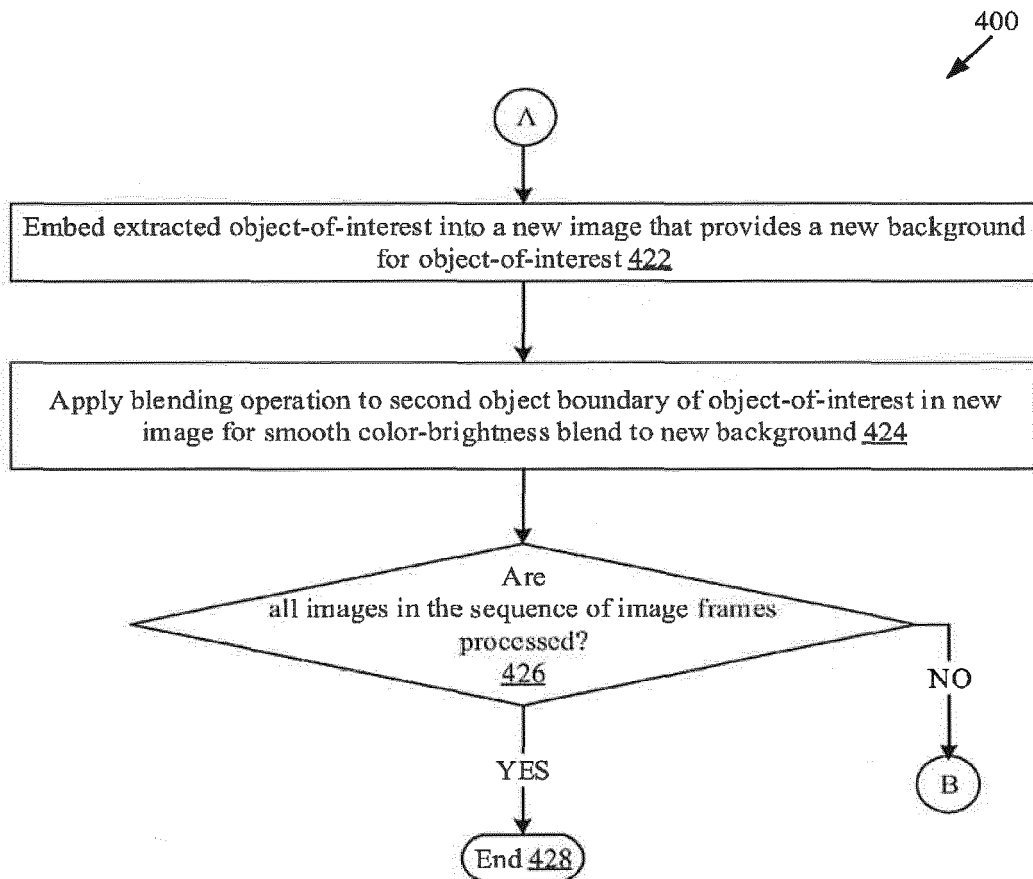 400
A
Embed extracted object-of-interest into a new image that provides a new background
for object-of-interest 422
Apply blending operation to second object boundary of object-of-interest in new
image for smooth color-brightness blend to new background 424
Are
all images in the sequence of image frames
processed?
426
NO
YES
B
End 428